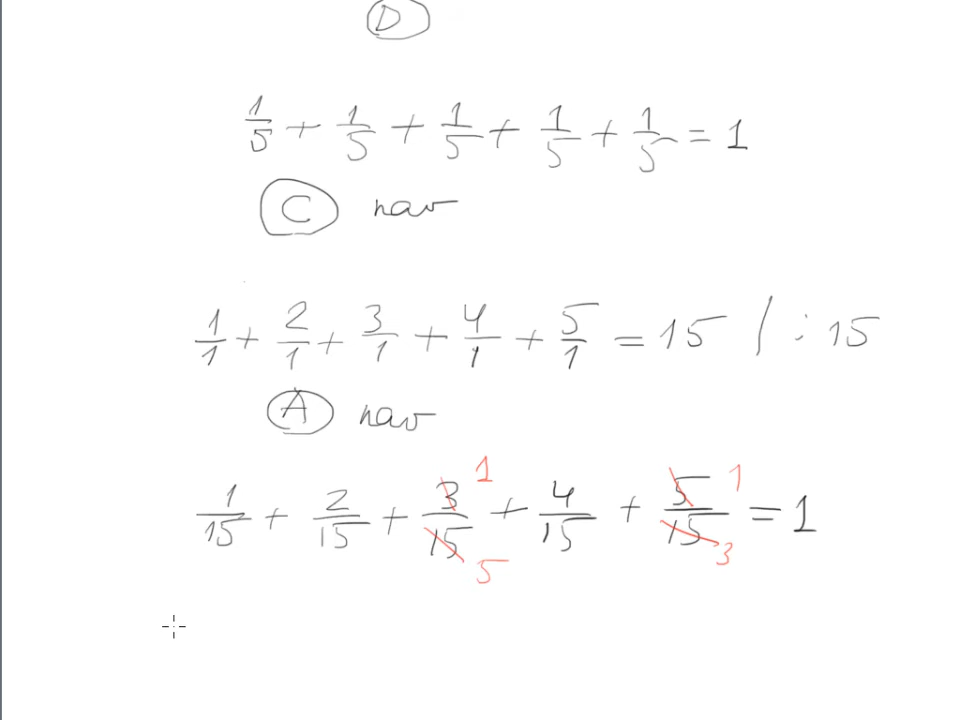 D
1/5 + 1/5 + 1/5 + 1/5 + 1/5 = 1
C nav
1/1 + 2/1 + 3/1 + 4/1 + 5/1 = 15 / : 15
A nav
1/15 + 2/15 + 3/15 1 5 + 4/15 + 5/15 1 3 = 1